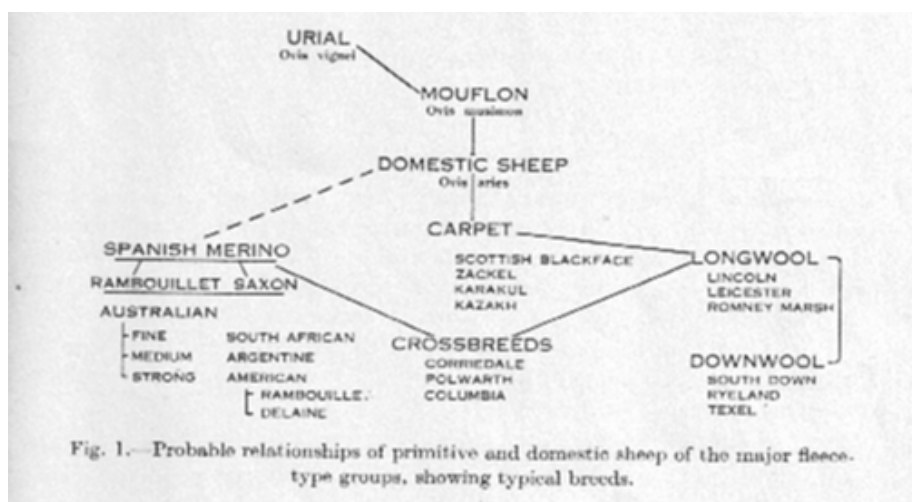 URIAL
Ovis vignei
MOUFLON
Ovis musimon
DOMESTIC SHEEP
Ovis aries
SPANISH MERINO
RAMBOUILLET SAXON
AUSTRALIAN
FINE
MEDIUM
STRONG
SOUTH AFRICAN
ARGENTINE
AMERICAN
RAMBOUILLE.
DELAINE
CARPET
SCOTTISH BLACKFACE
ZACKEL
KARAKUL
KAZAKH
CROSSBREEDS
CORRIEDALE
POLWARTH
COLUMBIA
LONGWOOL
LINCOLN
LEICESTER
ROMNEY MARSH
DOWNWOOL
SOUTH DOWN
RYELAND
TEXEL
Fig. 1.—Probable relationships of primitive and domestic sheep of the major fleece-
type groups, showing typical breeds.